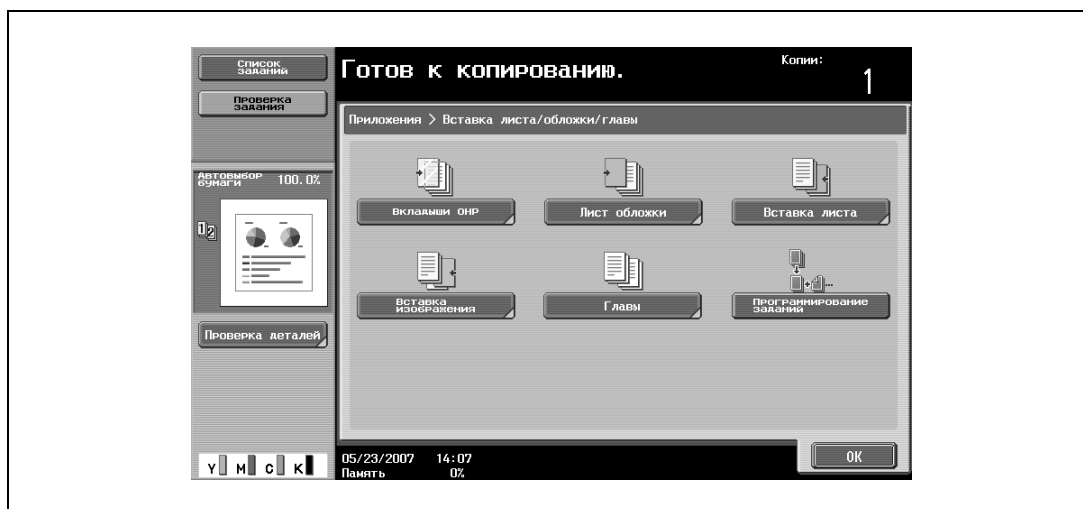 Список
заданий
Готов к копированию.
Копии:
1
Проверка
задания
Приложения > Вставка листа/обложки/главы
Автовыбор
бумаги
100.0%
1 2
Вкладыши OHP
Лист обложки
Вставка листа
Вставка
изображения
Главы
Программирование
заданий
Проверка деталей
Y M C K
05/23/2007 14:07
Память 0%
OK